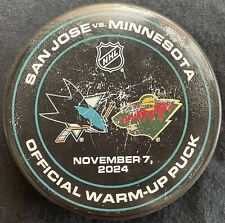 SAN JOSE VS. MINNESOTA
NHL
NOVEMBER 7,
2024
OFFICIAL WARM-UP PUCK